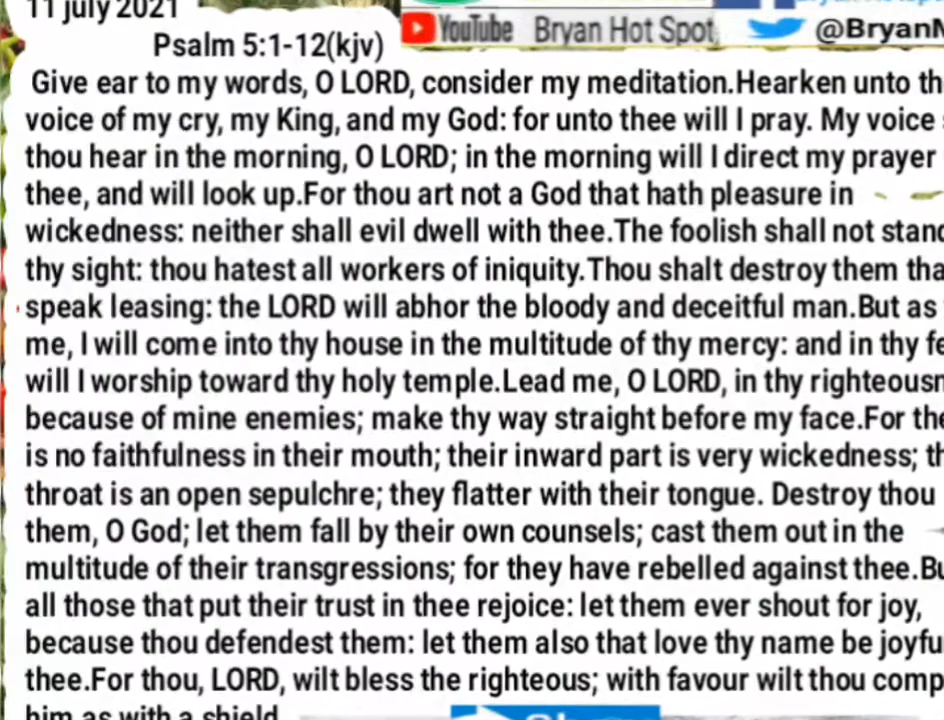 11 july 2021
YouTube Bryan Hot Spot
@BryanM
Psalm 5:1-12(kjv)
Give ear to my words, O LORD, consider my meditation.Hearken unto th
voice of my cry, my King, and my God: for unto thee will I pray. My voice
thou hear in the morning, O LORD; in the morning will I direct my prayer
thee, and will look up.For thou art not a God that hath pleasure in
wickedness: neither shall evil dwell with thee.The foolish shall not stand
thy sight: thou hatest all workers of iniquity.Thou shalt destroy them tha
speak leasing: the LORD will abhor the bloody and deceitful man.But as
me, I will come into thy house in the multitude of thy mercy: and in thy fe
will I worship toward thy holy temple.Lead me, O LORD, in thy righteousn
because of mine enemies; make thy way straight before my face.For the
is no faithfulness in their mouth; their inward part is very wickedness; th
throat is an open sepulchre; they flatter with their tongue. Destroy thou
them, O God; let them fall by their own counsels; cast them out in the
multitude of their transgressions; for they have rebelled against thee.Bu
all those that put their trust in thee rejoice: let them ever shout for joy,
because thou defendest them: let them also that love thy name be joyfu
thee.For thou, LORD, wilt bless the righteous; with favour wilt thou comp
him as with a shield